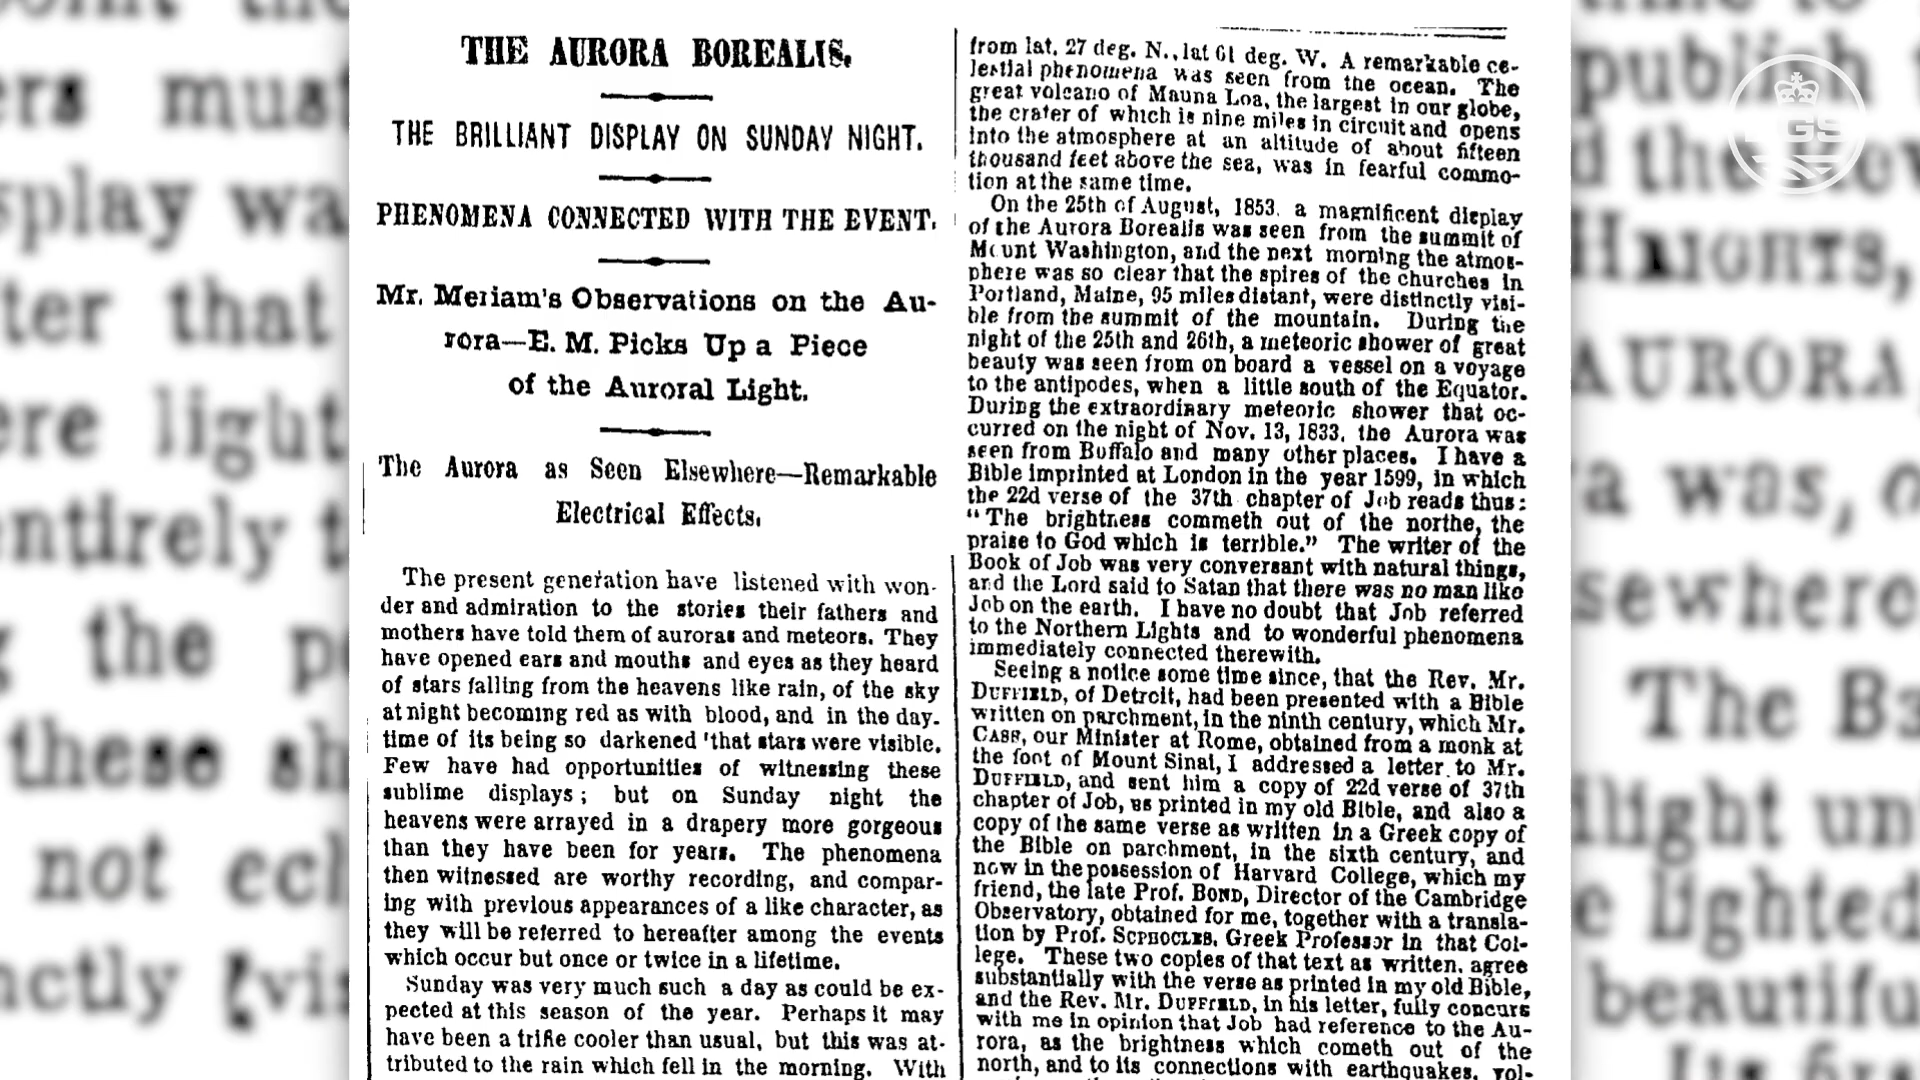 THE AURORA BOREALIS.
THE BRILLIANT DISPLAY ON SUNDAY NIGHT.
PHENOMENA CONNECTED WITH THE EVENT.
Mr. Meriam's Observations on the Au-
rora—E. M. Picks Up a Piece
of the Auroral Light.
The Aurora as Seen Elsewhere—Remarkable
Electrical Effects.
The present generation have listened with won-
der and admiration to the stories their fathers and
mothers have told them of auroras and meteors. They
have opened ears and mouths and eyes as they heard
of stars falling from the heavens like rain, of the sky
at night becoming red as with blood, and in the day-
time of its being so darkened 'that stars were visible.
Few have had opportunities of witnessing these
sublime displays; but on Sunday night the
heavens were arrayed in a drapery more gorgeous
than they have been for years. The phenomena
then witnessed are worthy recording, and compar-
ing with previous appearances of a like character, as
they will be referred to hereafter among the events
which occur but once or twice in a lifetime.
Sunday was very much such a day as could be ex-
pected at this season of the year. Perhaps it may
have been a trifle cooler than usual, but this was at-
tributed to the rain which fell in the morning. With
from lat. 27 deg. N., lat 61 deg. W. A remarkable ce-
lestial phenomena was seen from the ocean. The
great volcano of Mauna Loa, the largest in our globe,
the crater of which is nine miles in circuit and opens
into the atmosphere at an altitude of about fifteen
thousand feet above the sea, was in fearful commo-
tion at the same time.
On the 25th of August, 1853, a magnificent display
of the Aurora Borealis was seen from the summit of
Mount Washington, and the next morning the atmos-
phere was so clear that the spires of the churches in
Portland, Maine, 95 miles distant, were distinctly visi-
ble from the summit of the mountain. During the
night of the 25th and 26th, a meteoric shower of great
beauty was seen from on board a vessel on a voyage
to the antipodes, when a little south of the Equator.
During the extraordinary meteoric shower that oc-
curred on the night of Nov. 13, 1833, the Aurora was
seen from Buffalo and many other places. I have a
Bible imprinted at London in the year 1599, in which
the 22d verse of the 37th chapter of Job reads thus:
"The brightness commeth out of the northe, the
praise to God which is terrible." The writer of the
Book of Job was very conversant with natural things,
and the Lord said to Satan that there was no man like
Job on the earth. I have no doubt that Job referred
to the Northern Lights and to wonderful phenomena
immediately connected therewith.
Seeing a notice some time since, that the Rev. Mr.
DUFFIELD, of Detroit, had been presented with a Bible
written on parchment, in the ninth century, which Mr.
CASS, our Minister at Rome, obtained from a monk at
the foot of Mount Sinai, I addressed a letter to Mr.
DUFFIELD, and sent him a copy of 22d verse of 37th
chapter of Job, as printed in my old Bible, and also a
copy of the same verse as written in a Greek copy of
the Bible on parchment, in the sixth century, and
now in the possession of Harvard College, which my
friend, the late Prof. BOND, Director of the Cambridge
Observatory, obtained for me, together with a transla-
tion by Prof. SCPHOCLES, Greek Professor in that Col-
lege. These two copies of that text as written, agree
substantially with the verse as printed in my old Bible,
and the Rev. Mr. DUFFIELD, in his letter, fully concurs
with me in opinion that Job had reference to the Au-
rora, as the brightness which cometh out of the
north, and to its connections with earthquakes, vol-